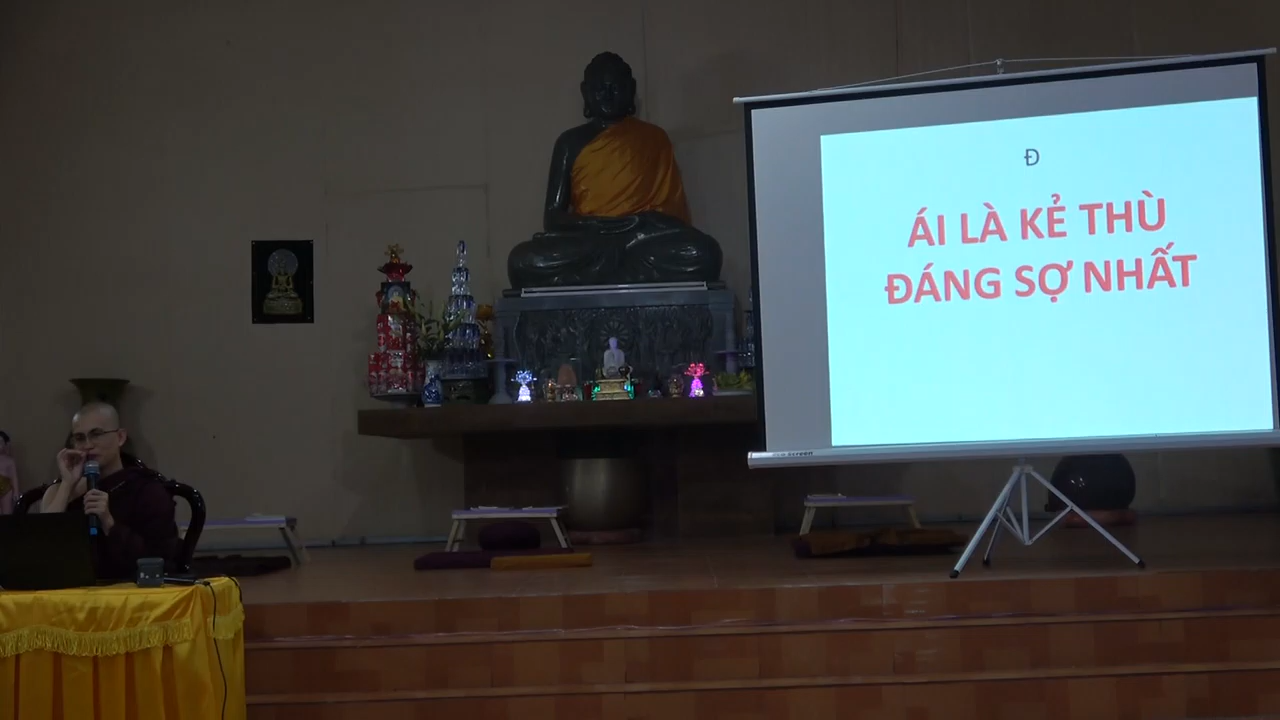 Đ
ÁI LÀ KẺ THÙ
ĐÁNG SỢ NHẤT